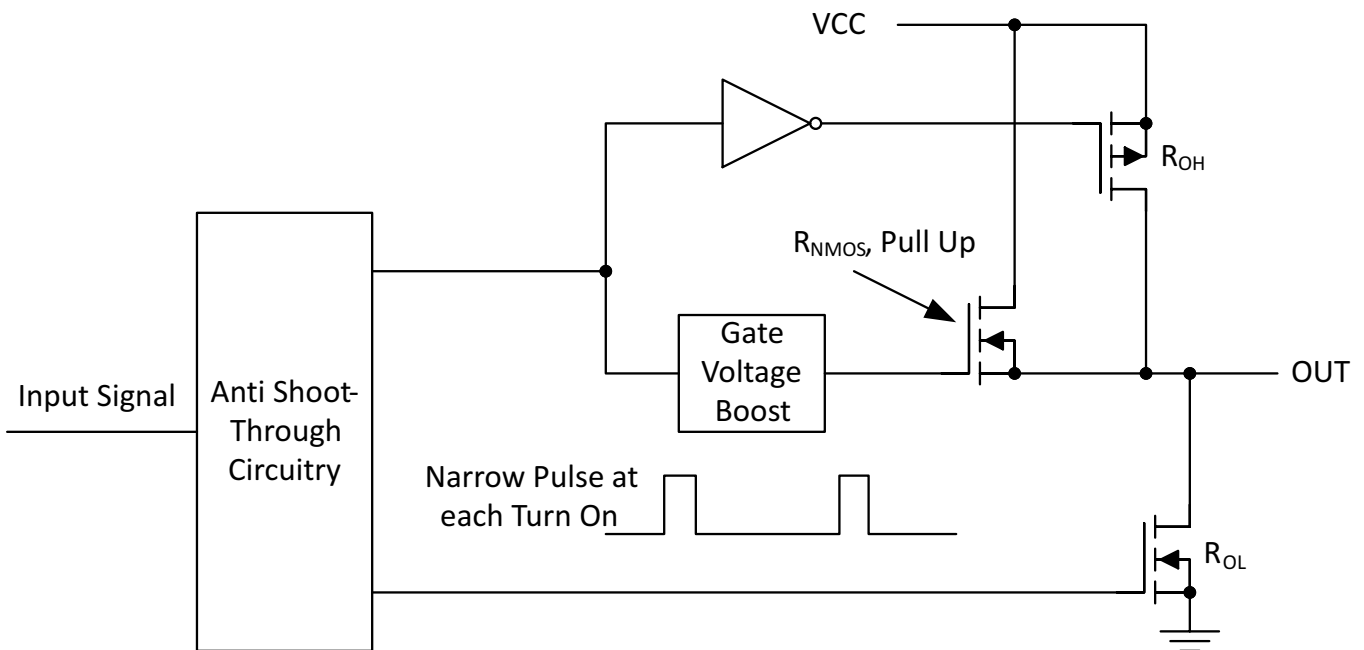 VCC
R_OH
R_NMOS, Pull Up
Gate
Voltage
Boost
OUT
Input Signal
Anti Shoot-
Through
Circuitry
Narrow Pulse at
each Turn On
R_OL